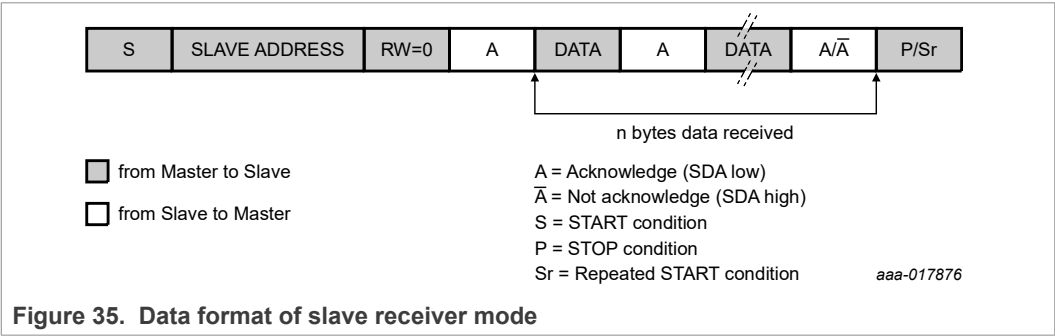 S SLAVE ADDRESS RW=0 A DATA A DATA A/A̅ P/Sr
n bytes data received
from Master to Slave
from Slave to Master
A = Acknowledge (SDA low)
A̅ = Not acknowledge (SDA high)
S = START condition
P = STOP condition
Sr = Repeated START condition
aaa-017876
Figure 35. Data format of slave receiver mode